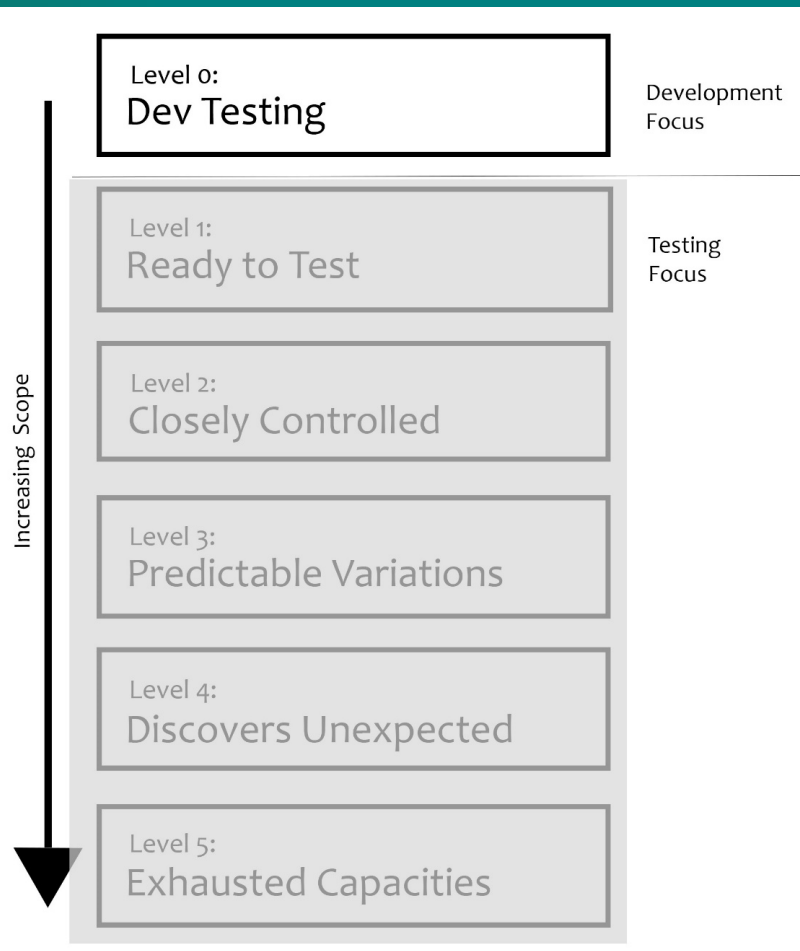 Level 0:
Dev Testing
Development
Focus
Level 1:
Ready to Test
Testing
Focus
Level 2:
Closely Controlled
Level 3:
Predictable Variations
Level 4:
Discovers Unexpected
Level 5:
Exhausted Capacities
Increasing Scope